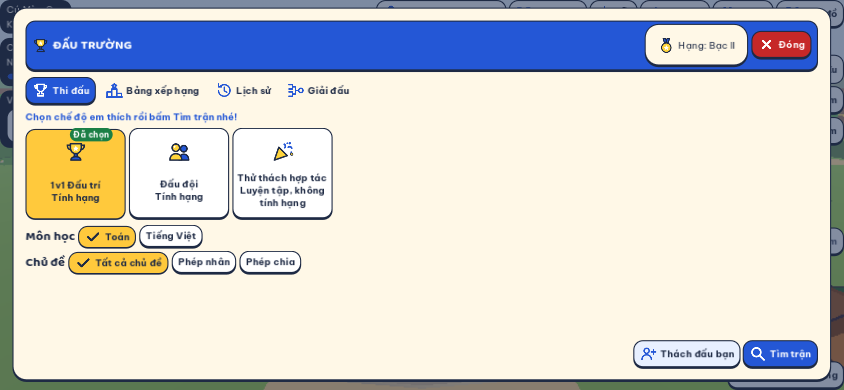 ĐẤU TRƯỜNG
Hạng: Bạc II
Đóng
Thi đấu
Bảng xếp hạng
Lịch sử
Giải đấu
Chọn chế độ em thích rồi bấm Tìm trận nhé!
Đã chọn
1v1 Đấu trí
Tính hạng
Đấu đội
Tính hạng
Thử thách hợp tác
Luyện tập, không
tính hạng
Môn học
Toán
Tiếng Việt
Chủ đề
Tất cả chủ đề
Phép nhân
Phép chia
Thách đấu bạn
Tìm trận